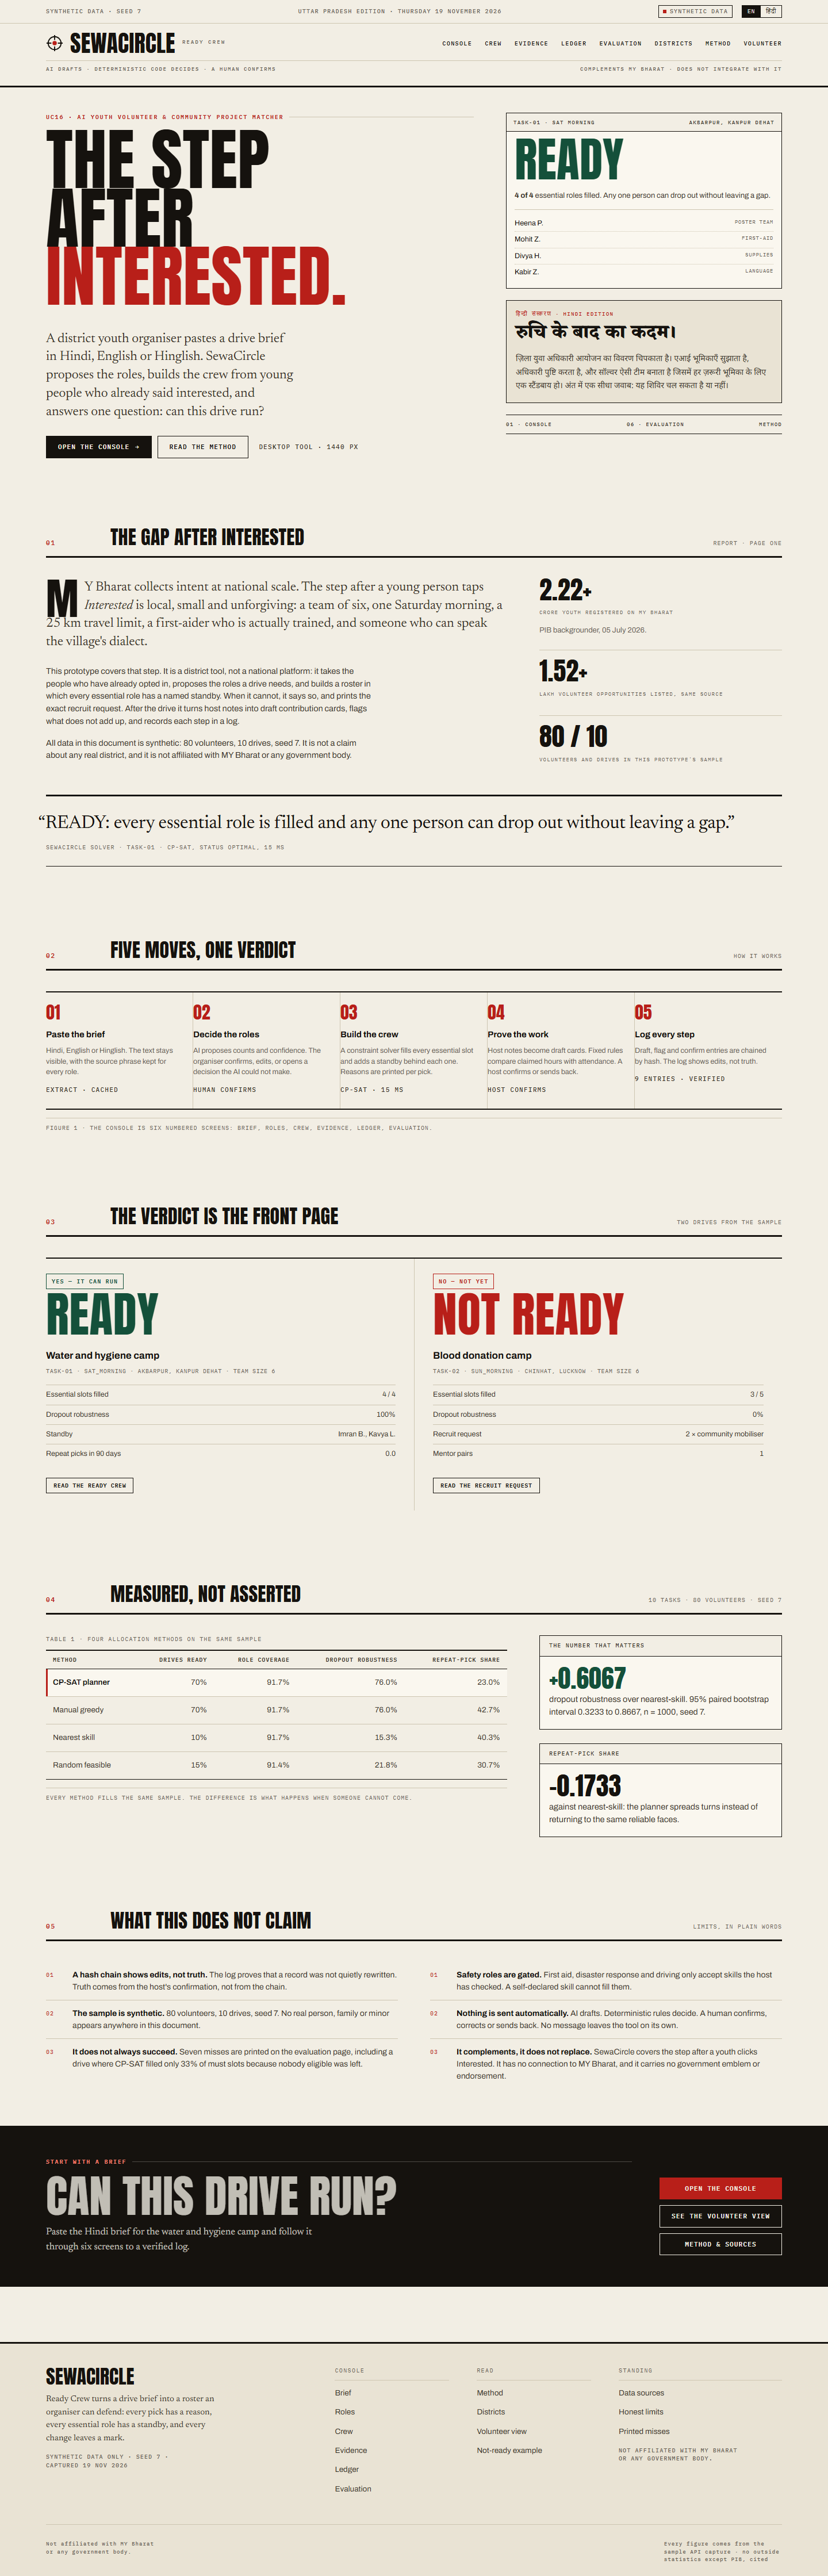 SYNTHETIC DATA · SEED 7
UTTAR PRADESH EDITION · THURSDAY 19 NOVEMBER 2026
SYNTHETIC DATA
EN
हिंदी
SEWACIRCLE
READY CREW
CONSOLE CREW EVIDENCE LEDGER EVALUATION DISTRICTS METHOD VOLUNTEER
AI DRAFTS · DETERMINISTIC CODE DECIDES · A HUMAN CONFIRMS
COMPLEMENTS MY BHARAT · DOES NOT INTEGRATE WITH IT
UC16 · AI YOUTH VOLUNTEER & COMMUNITY PROJECT MATCHER
THE STEP
AFTER
INTERESTED.
A district youth organiser pastes a drive brief
in Hindi, English or Hinglish. SewaCircle
proposes the roles, builds the crew from young
people who already said interested, and
answers one question: can this drive run?
OPEN THE CONSOLE →
READ THE METHOD
DESKTOP TOOL · 1440 PX
TASK-01 · SAT MORNING
AKBARPUR, KANPUR DEHAT
READY
4 of 4 essential roles filled. Any one person can drop out without leaving a gap.
Heena P. POSTER TEAM
Mohit Z. FIRST-AID
Divya H. SUPPLIES
Kabir Z. LANGUAGE
हिन्दी संस्करण · HINDI EDITION
रुचि के बाद का कदम।
ज़िला युवा अधिकारी आयोजन का विवरण चिपकाता है। एआई भूमिकाएँ सुझाता है,
अधिकारी पुष्टि करता है, और सॉल्वर ऐसी टीम बनाता है जिसमें हर ज़रूरी भूमिका के लिए
एक स्टैंडबाय हो। अंत में एक सीधा जवाब: यह शिविर चल सकता है या नहीं।
01 · CONSOLE
06 · EVALUATION
METHOD
01
THE GAP AFTER INTERESTED
REPORT · PAGE ONE
MY Bharat collects intent at national scale. The step after a young person taps
Interested is local, small and unforgiving: a team of six, one Saturday morning, a
25 km travel limit, a first-aider who is actually trained, and someone who can speak
the village's dialect.
This prototype covers that step. It is a district tool, not a national platform: it takes the
people who have already opted in, proposes the roles a drive needs, and builds a roster in
which every essential role has a named standby. When it cannot, it says so, and prints the
exact recruit request. After the drive it turns host notes into draft contribution cards, flags
what does not add up, and records each step in a log.
All data in this document is synthetic: 80 volunteers, 10 drives, seed 7. It is not a claim
about any real district, and it is not affiliated with MY Bharat or any government body.
2.22+
CRORE YOUTH REGISTERED ON MY BHARAT
PIB backgrounder, 05 July 2026.
1.52+
LAKH VOLUNTEER OPPORTUNITIES LISTED, SAME SOURCE
80 / 10
VOLUNTEERS AND DRIVES IN THIS PROTOTYPE'S SAMPLE
“READY: every essential role is filled and any one person can drop out without leaving a gap.”
SEWACIRCLE SOLVER · TASK-01 · CP-SAT, STATUS OPTIMAL, 15 MS
02
FIVE MOVES, ONE VERDICT
HOW IT WORKS
01
Paste the brief
Hindi, English or Hinglish. The text stays
visible, with the source phrase kept for
every role.
EXTRACT · CACHED
02
Decide the roles
AI proposes counts and confidence. The
organiser confirms, edits, or opens a
decision the AI could not make.
HUMAN CONFIRMS
03
Build the crew
A constraint solver fills every essential slot
and adds a standby behind each one.
Reasons are printed per pick.
CP-SAT · 15 MS
04
Prove the work
Host notes become draft cards. Fixed rules
compare claimed hours with attendance. A
host confirms or sends back.
HOST CONFIRMS
05
Log every step
Draft, flag and confirm entries are chained
by hash. The log shows edits, not truth.
9 ENTRIES · VERIFIED
FIGURE 1 · THE CONSOLE IS SIX NUMBERED SCREENS: BRIEF, ROLES, CREW, EVIDENCE, LEDGER, EVALUATION.
03
THE VERDICT IS THE FRONT PAGE
TWO DRIVES FROM THE SAMPLE
YES — IT CAN RUN
READY
Water and hygiene camp
TASK-01 · SAT_MORNING · AKBARPUR, KANPUR DEHAT · TEAM SIZE 6
Essential slots filled 4 / 4
Dropout robustness 100%
Standby Imran B., Kavya L.
Repeat picks in 90 days 0.0
READ THE READY CREW
NO — NOT YET
NOT READY
Blood donation camp
TASK-02 · SUN_MORNING · CHINHAT, LUCKNOW · TEAM SIZE 6
Essential slots filled 3 / 5
Dropout robustness 0%
Recruit request 2 × community mobiliser
Mentor pairs 1
READ THE RECRUIT REQUEST
04
MEASURED, NOT ASSERTED
10 TASKS · 80 VOLUNTEERS · SEED 7
TABLE 1 · FOUR ALLOCATION METHODS ON THE SAME SAMPLE
METHOD DRIVES READY ROLE COVERAGE DROPOUT ROBUSTNESS REPEAT-PICK SHARE
CP-SAT planner 70% 91.7% 76.0% 23.0%
Manual greedy 70% 91.7% 76.0% 42.7%
Nearest skill 10% 91.7% 15.3% 40.3%
Random feasible 15% 91.4% 21.8% 30.7%
EVERY METHOD FILLS THE SAME SAMPLE. THE DIFFERENCE IS WHAT HAPPENS WHEN SOMEONE CANNOT COME.
THE NUMBER THAT MATTERS
+0.6067
dropout robustness over nearest-skill. 95% paired bootstrap
interval 0.3233 to 0.8667, n = 1000, seed 7.
REPEAT-PICK SHARE
-0.1733
against nearest-skill: the planner spreads turns instead of
returning to the same reliable faces.
05
WHAT THIS DOES NOT CLAIM
LIMITS, IN PLAIN WORDS
01 A hash chain shows edits, not truth. The log proves that a record was not quietly rewritten.
Truth comes from the host's confirmation, not from the chain.
02 The sample is synthetic. 80 volunteers, 10 drives, seed 7. No real person, family or minor
appears anywhere in this document.
03 It does not always succeed. Seven misses are printed on the evaluation page, including a
drive where CP-SAT filled only 33% of must slots because nobody eligible was left.
01 Safety roles are gated. First aid, disaster response and driving only accept skills the host
has checked. A self-declared skill cannot fill them.
02 Nothing is sent automatically. AI drafts. Deterministic rules decide. A human confirms,
corrects or sends back. No message leaves the tool on its own.
03 It complements, it does not replace. SewaCircle covers the step after a youth clicks
Interested. It has no connection to MY Bharat, and it carries no government emblem or
endorsement.
START WITH A BRIEF
CAN THIS DRIVE RUN?
Paste the Hindi brief for the water and hygiene camp and follow it
through six screens to a verified log.
OPEN THE CONSOLE
SEE THE VOLUNTEER VIEW
METHOD & SOURCES
SEWACIRCLE
Ready Crew turns a drive brief into a roster an
organiser can defend: every pick has a reason,
every essential role has a standby, and every
change leaves a mark.
SYNTHETIC DATA ONLY · SEED 7 ·
CAPTURED 19 NOV 2026
CONSOLE
Brief
Roles
Crew
Evidence
Ledger
Evaluation
READ
Method
Districts
Volunteer view
Not-ready example
STANDING
Data sources
Honest limits
Printed misses
NOT AFFILIATED WITH MY BHARAT
OR ANY GOVERNMENT BODY.
Not affiliated with MY Bharat
or any government body.
Every figure comes from the
sample API capture · no outside
statistics except PIB, cited